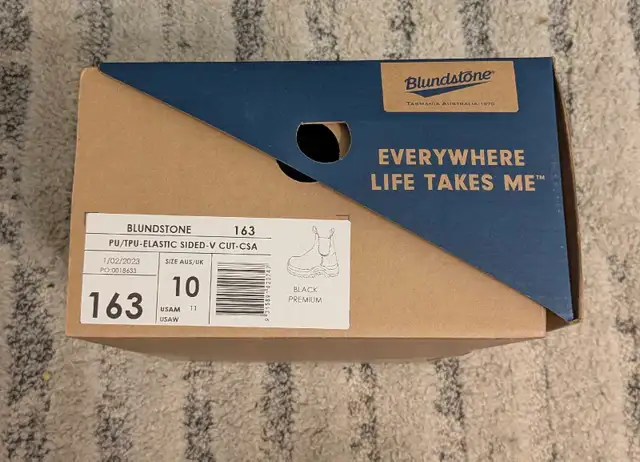 Blundstone
TASMANIA AUSTRALIA 1870
EVERYWHERE
LIFE TAKES ME™
BLUNDSTONE 163
PU/TPU-ELASTIC SIDED-V CUT-CSA
1/02/2023
PO:0018633
163
SIZE AUS/UK
10
USAM 11
USAW
BLACK
PREMIUM